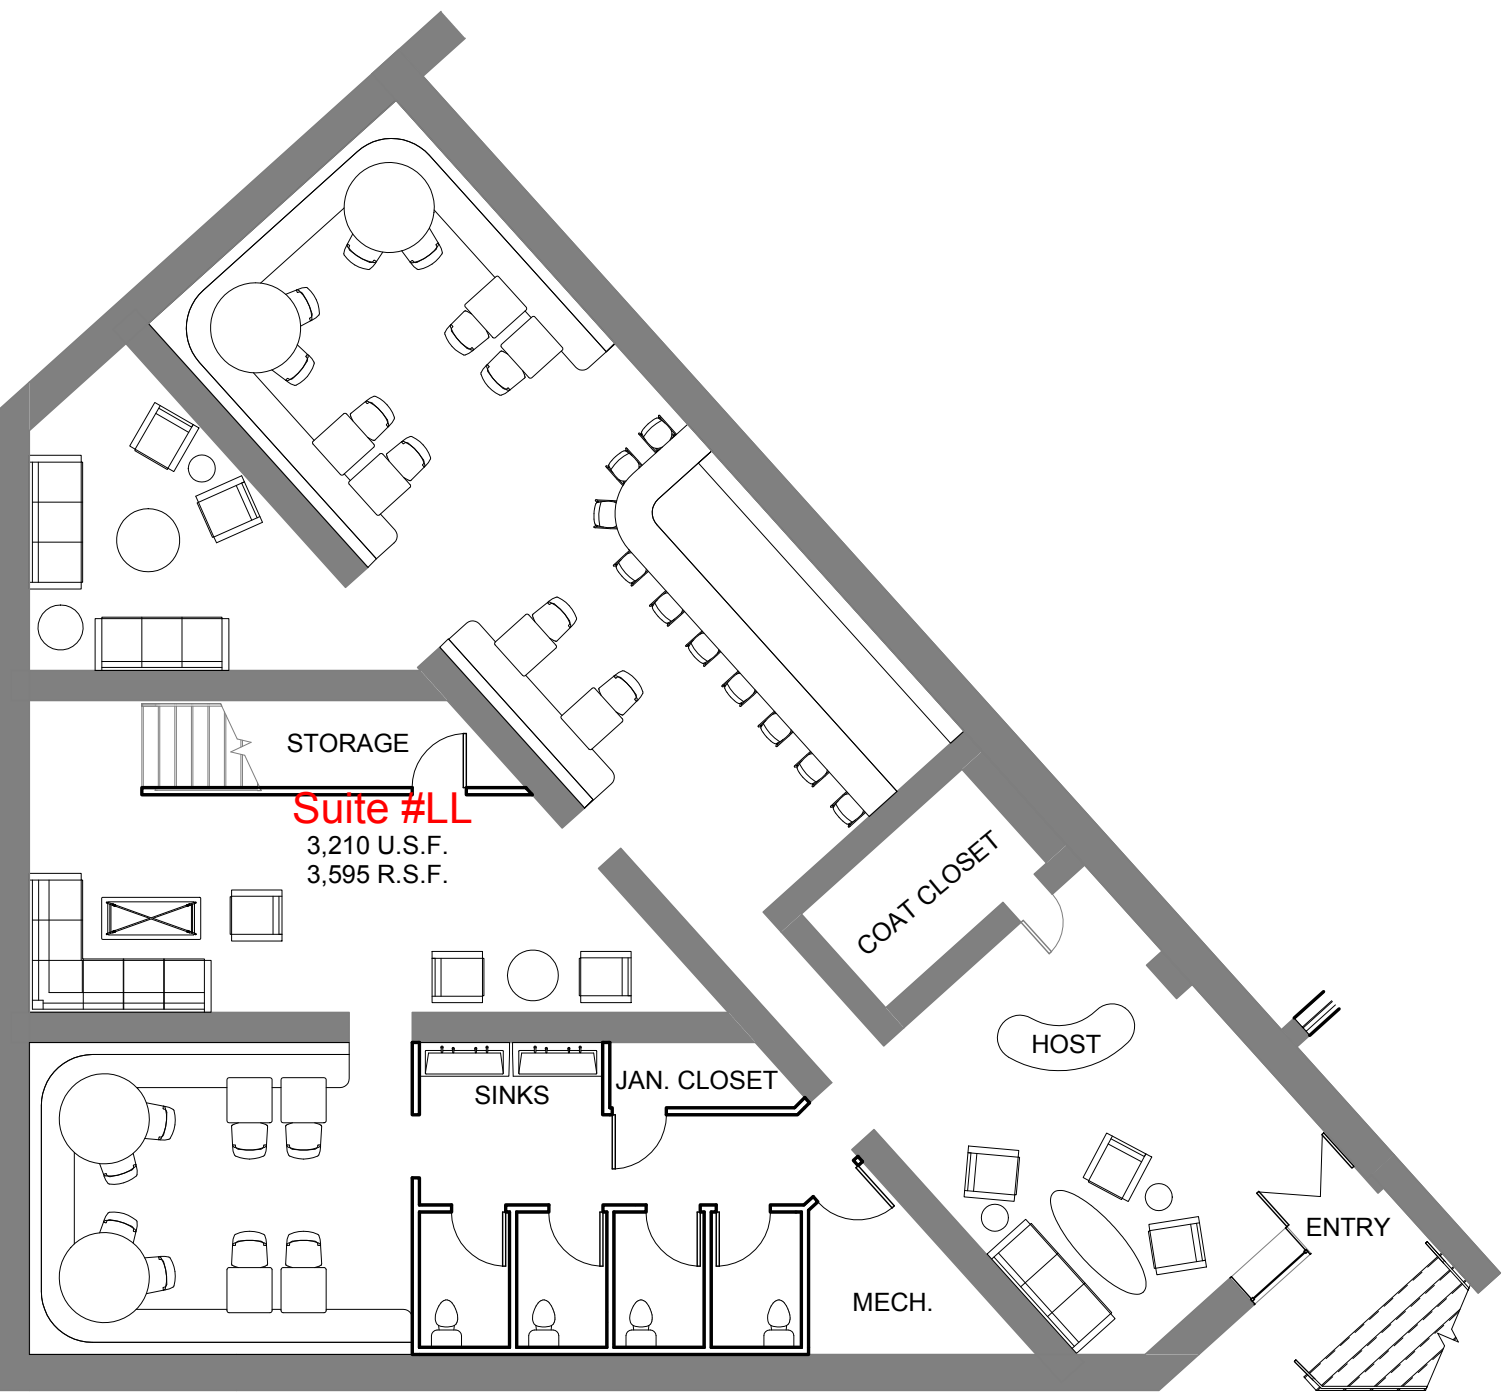 STORAGE
Suite #LL
3,210 U.S.F.
3,595 R.S.F.
COAT CLOSET
HOST
JAN. CLOSET
SINKS
ENTRY
MECH.